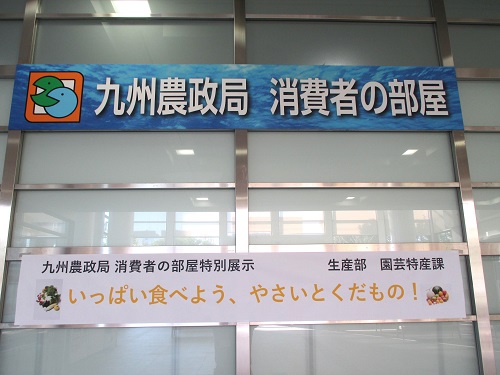 九州農政局 消費者の部屋
九州農政局 消費者の部屋特別展示 生産部 園芸特産課
いっぱい食べよう、やさいとくだもの！